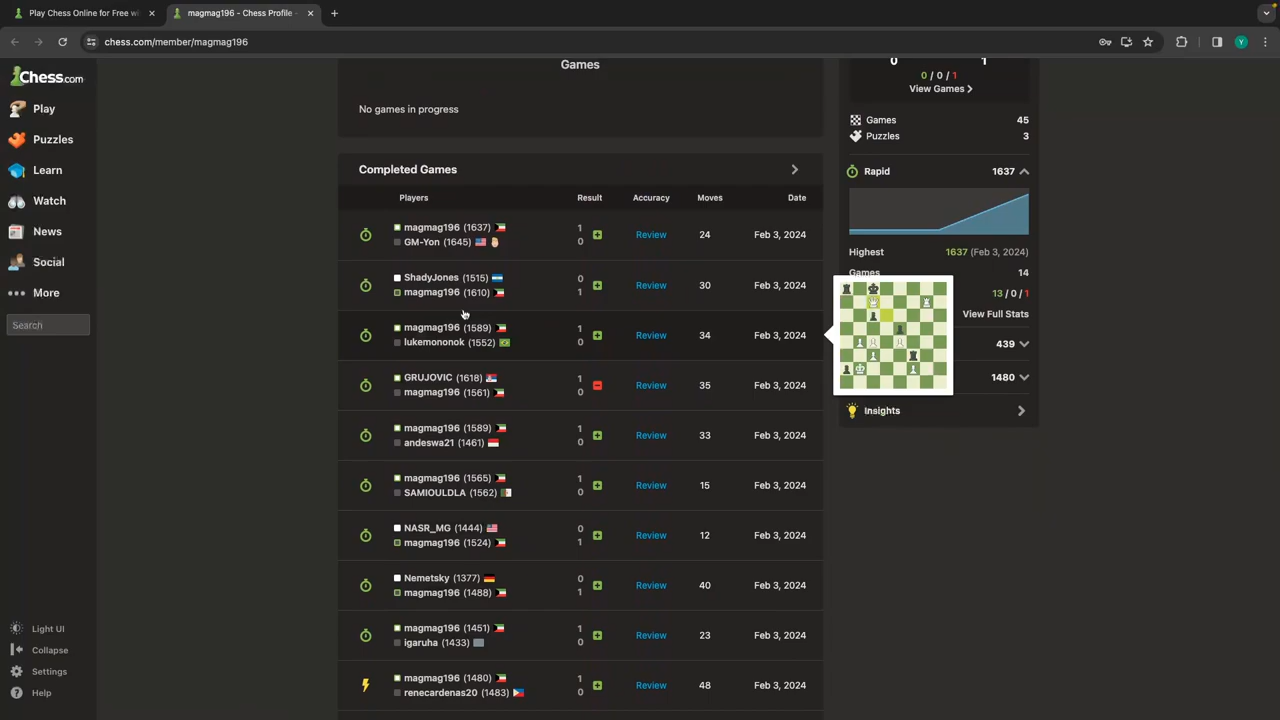 Play Chess Online for Free wi
magmag196 - Chess Profile -
chess.com/member/magmag196
Y
Chess.com
Play
Puzzles
Learn
Watch
News
Social
More
Search
Light UI
Collapse
Settings
Help
Games
No games in progress
Completed Games
Players Result Accuracy Moves Date
magmag196 (1637) 1
GM-Yon (1645) 0
Review 24 Feb 3, 2024
ShadyJones (1515) 0
magmag196 (1610) 1
Review 30 Feb 3, 2024
magmag196 (1589) 1
lukemononok (1552) 0
Review 34 Feb 3, 2024
GRUJOVIC (1618) 1
magmag196 (1561) 0
Review 35 Feb 3, 2024
magmag196 (1589) 1
andeswa21 (1461) 0
Review 33 Feb 3, 2024
magmag196 (1565) 1
SAMIOULDLA (1562) 0
Review 15 Feb 3, 2024
NASR_MG (1444) 0
magmag196 (1524) 1
Review 12 Feb 3, 2024
Nemetsky (1377) 0
magmag196 (1488) 1
Review 40 Feb 3, 2024
magmag196 (1451) 1
igaruha (1433) 0
Review 23 Feb 3, 2024
magmag196 (1480) 1
renecardenas20 (1483) 0
Review 48 Feb 3, 2024
0 1
0 / 0 / 1
View Games
Games 45
Puzzles 3
Rapid 1637
Highest 1637 (Feb 3, 2024)
Games 14
13 / 0 / 1
View Full Stats
439
1480
Insights